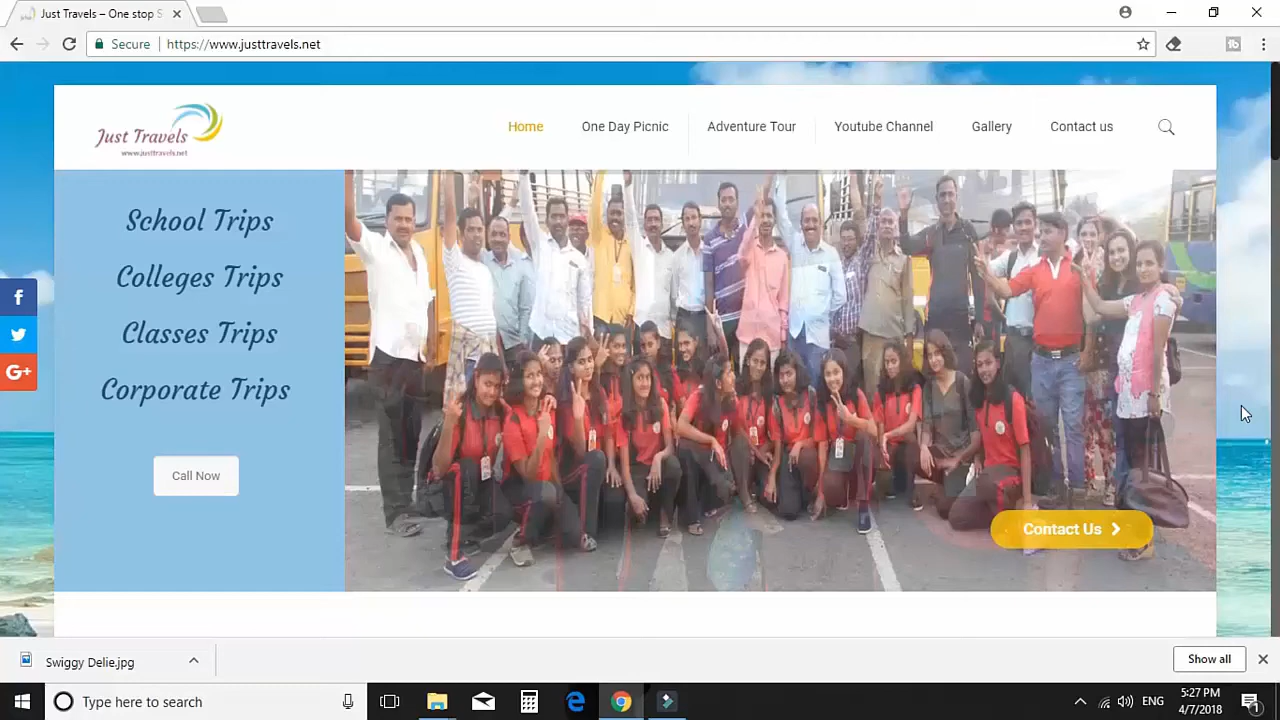 Just Travels – One stop S
Secure
https://www.justtravels.net
Just Travels
www.justtravels.net
Home
One Day Picnic
Adventure Tour
Youtube Channel
Gallery
Contact us
School Trips
Colleges Trips
Classes Trips
Corporate Trips
Call Now
Contact Us
f
G+
Swiggy Delie.jpg
Show all
Type here to search
ENG
5:27 PM
4/7/2018
1